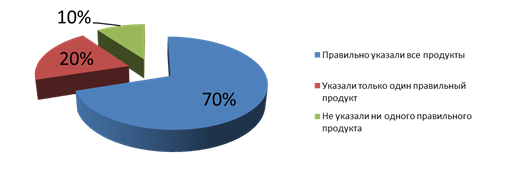 10%
20%
70%
Правильно указали все продукты
Указали только один правильный
продукт
Не указали ни одного правильного
продукта